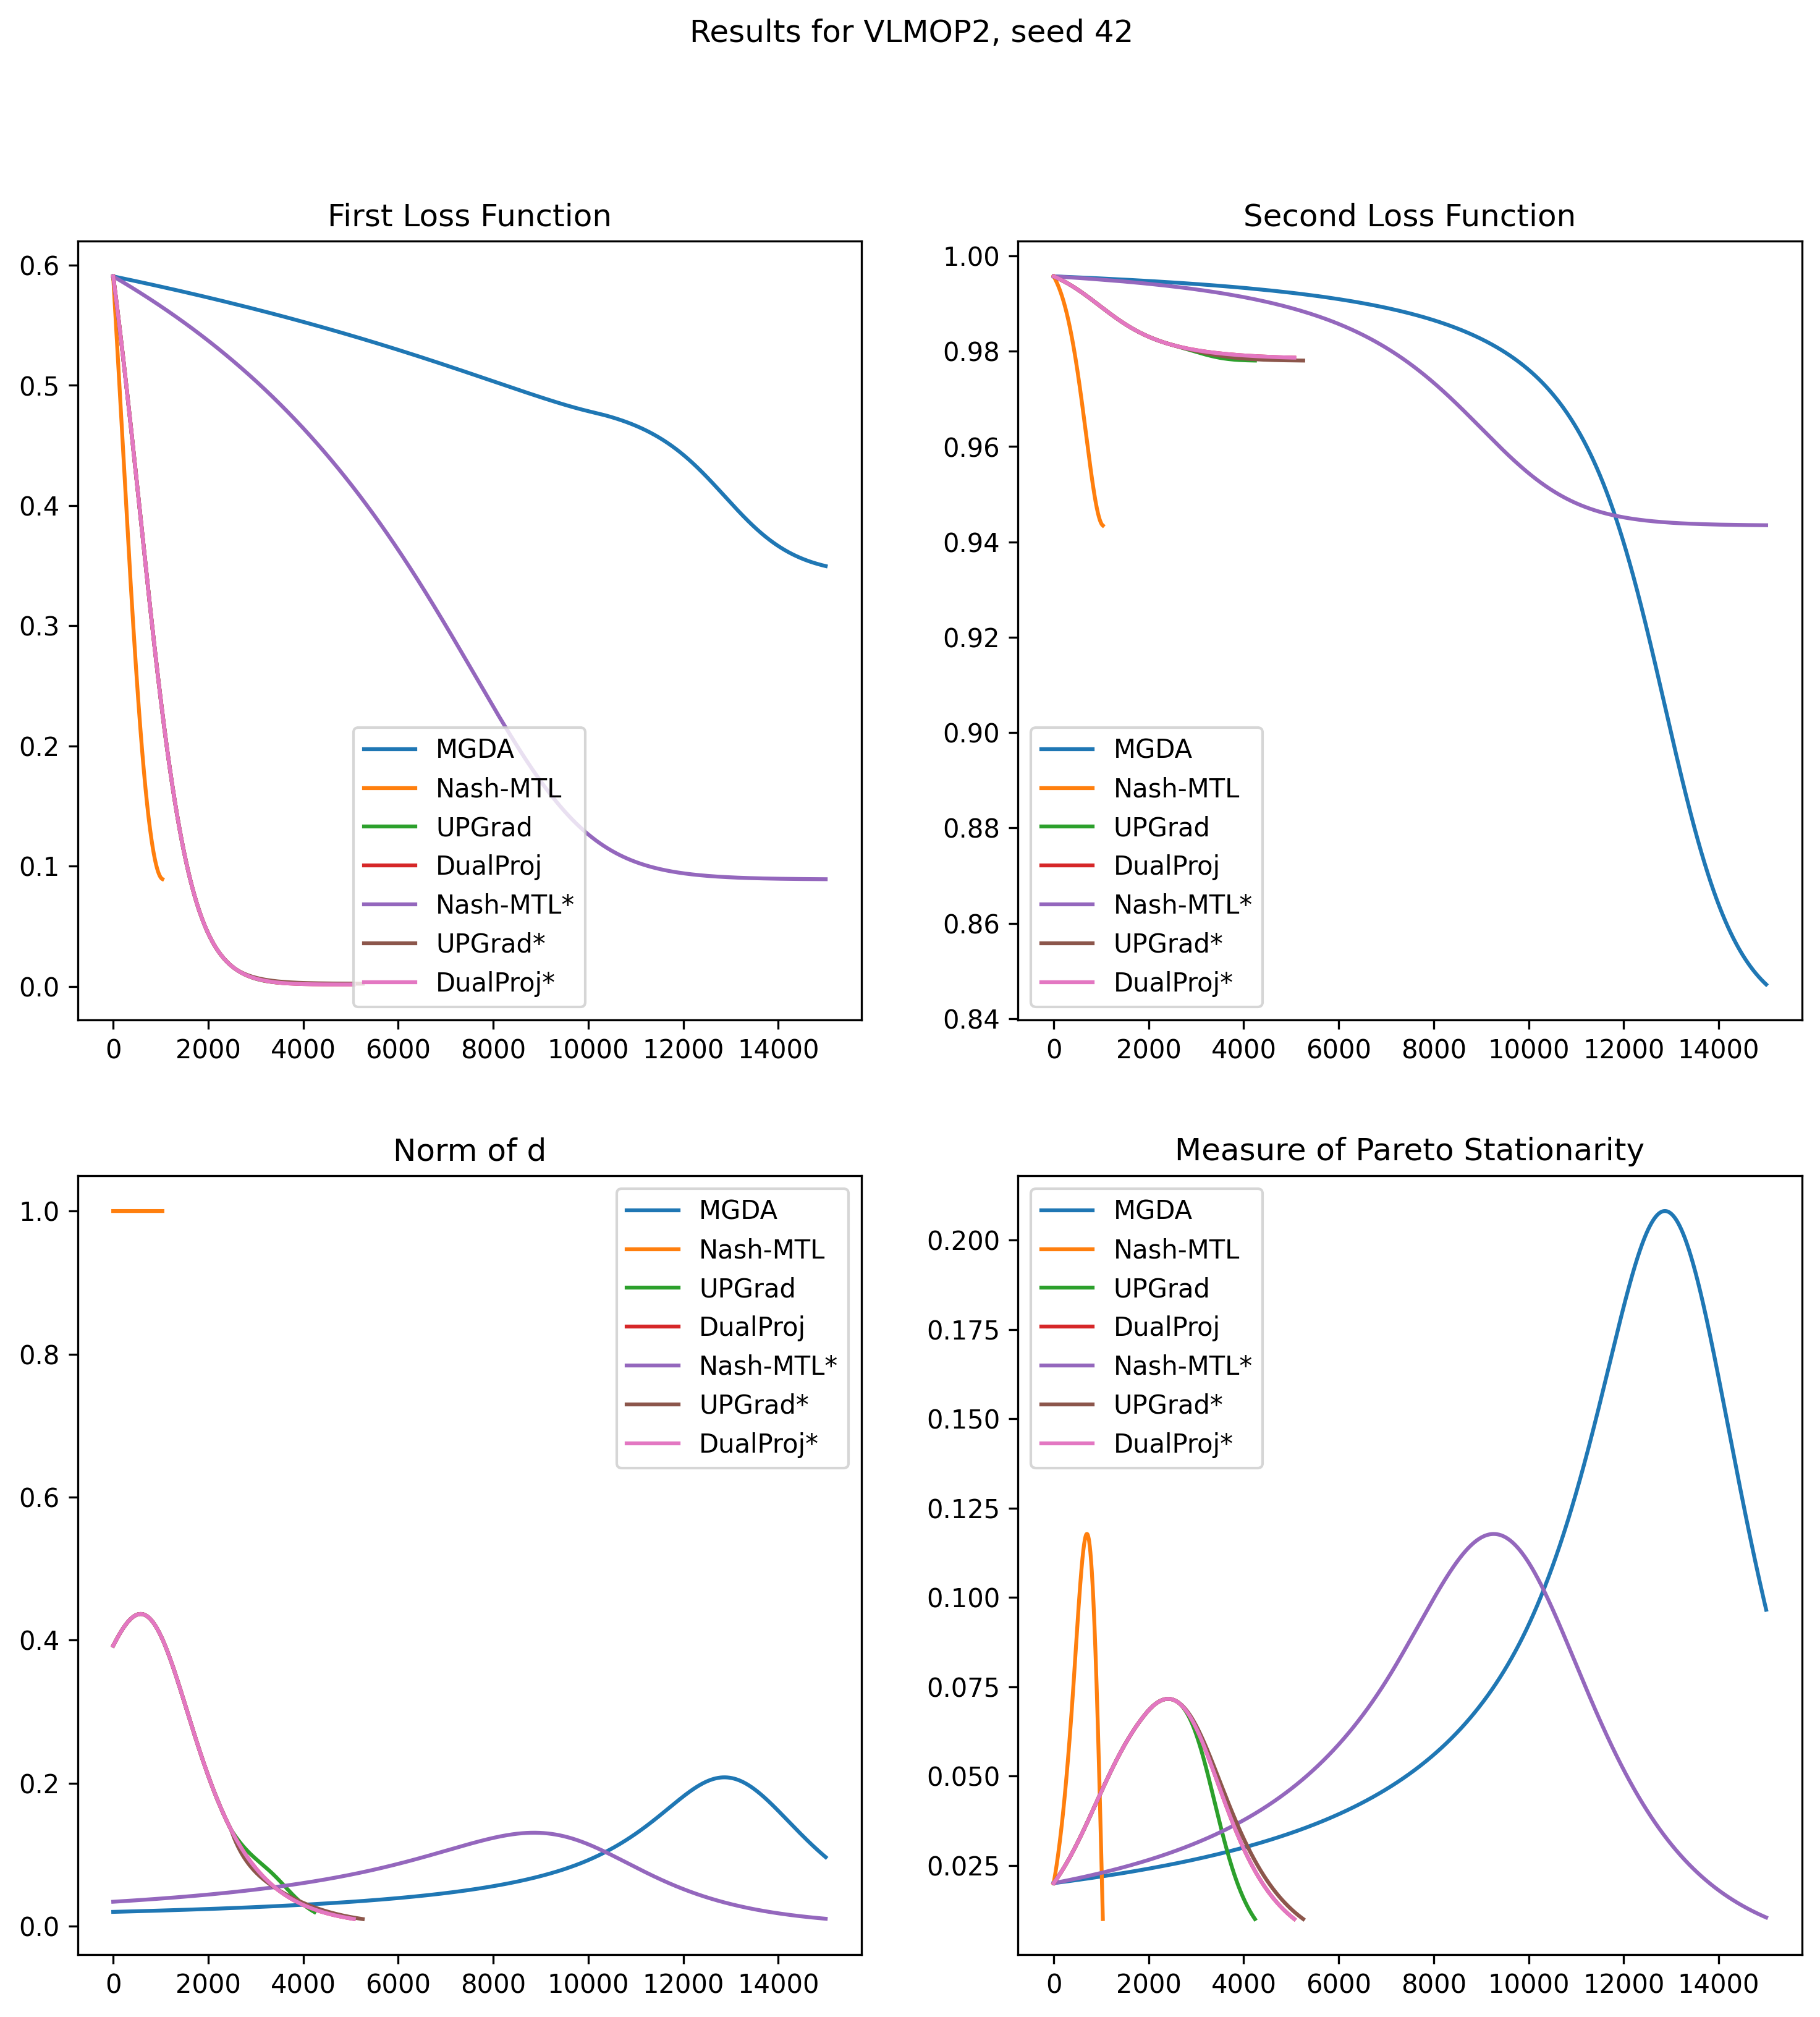 Results for VLMOP2, seed 42
First Loss Function
0.6
0.5
0.4
0.3
0.2
0.1
0.0
0 2000 4000 6000 8000 10000 12000 14000
MGDA
Nash-MTL
UPGrad
DualProj
Nash-MTL*
UPGrad*
DualProj*
Second Loss Function
1.00
0.98
0.96
0.94
0.92
0.90
0.88
0.86
0.84
0 2000 4000 6000 8000 10000 12000 14000
MGDA
Nash-MTL
UPGrad
DualProj
Nash-MTL*
UPGrad*
DualProj*
Norm of d
1.0
0.8
0.6
0.4
0.2
0.0
0 2000 4000 6000 8000 10000 12000 14000
MGDA
Nash-MTL
UPGrad
DualProj
Nash-MTL*
UPGrad*
DualProj*
Measure of Pareto Stationarity
0.200
0.175
0.150
0.125
0.100
0.075
0.050
0.025
0 2000 4000 6000 8000 10000 12000 14000
MGDA
Nash-MTL
UPGrad
DualProj
Nash-MTL*
UPGrad*
DualProj*